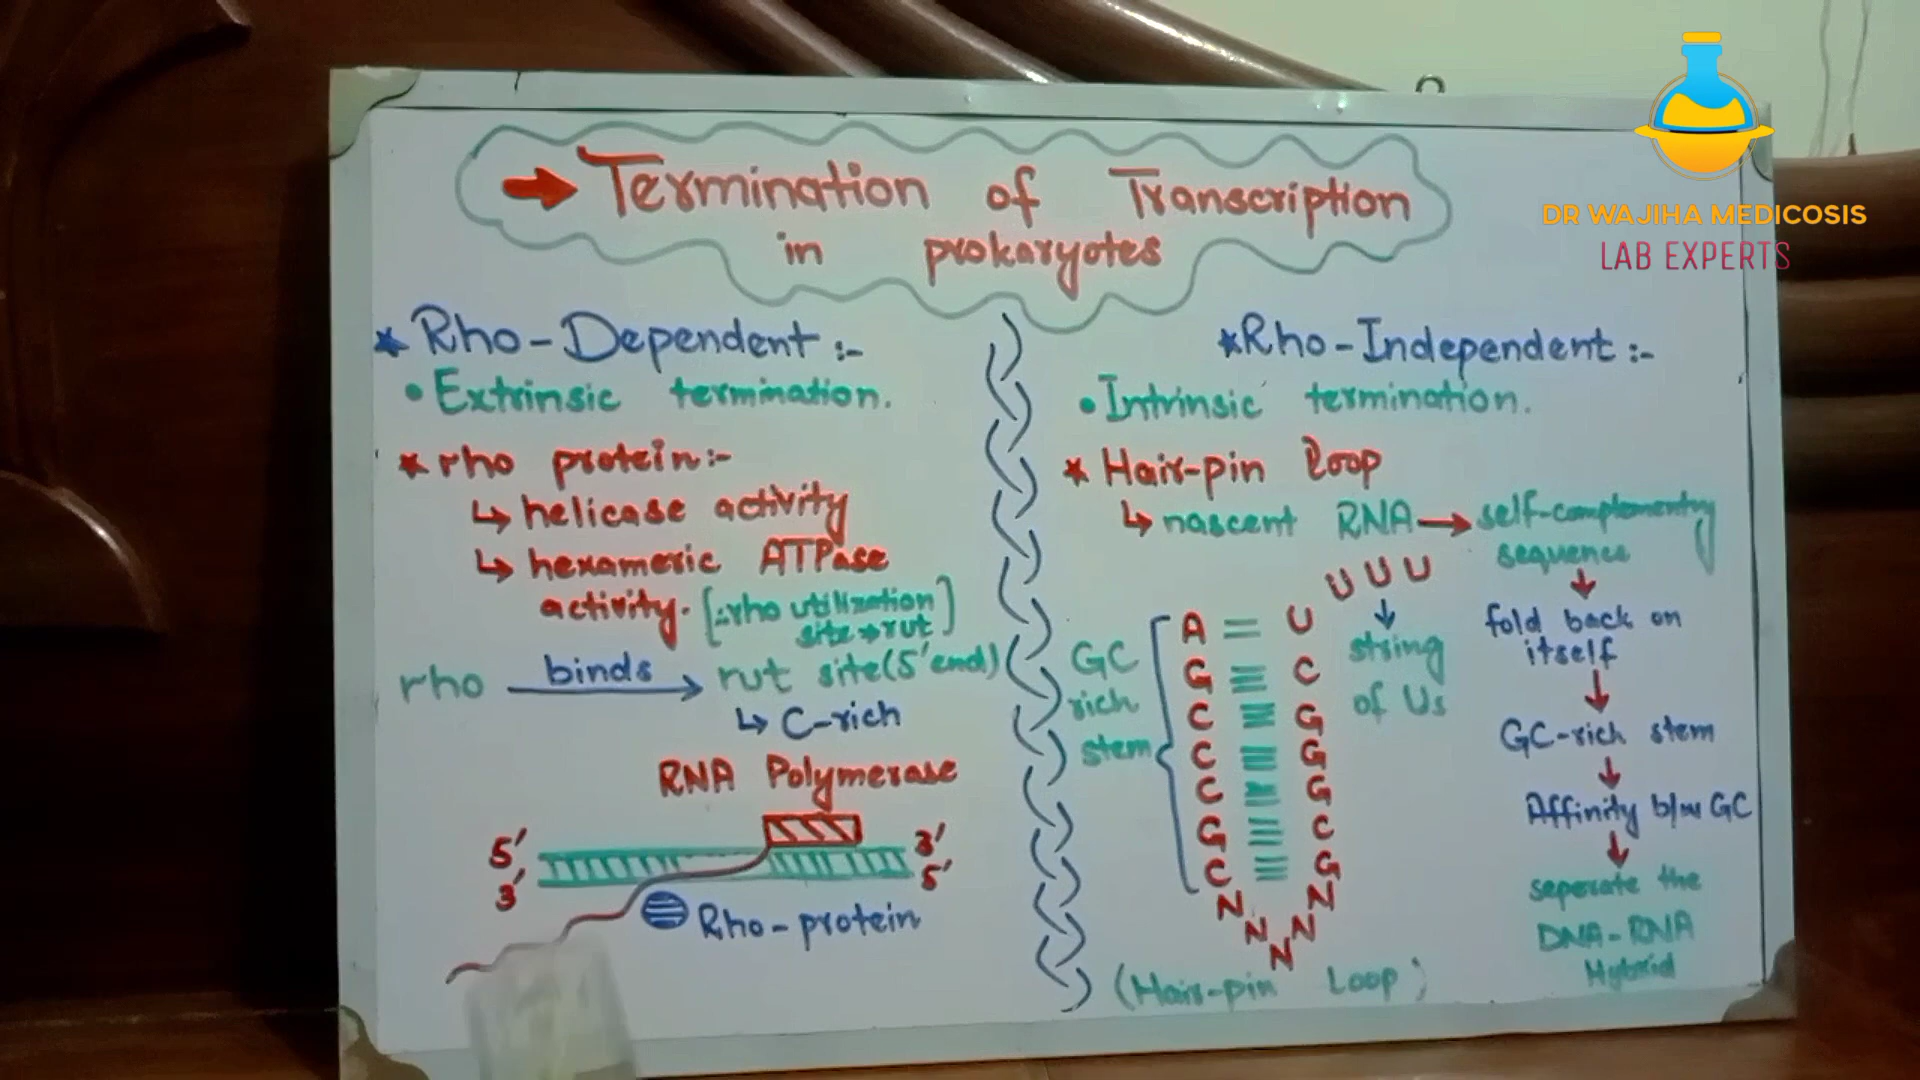 Termination of Transcription
in prokaryotes
DR WAJIHA MEDICOSIS
LAB EXPERTS
* Rho-Dependent :-
• Extrinsic termination.
* rho protein:-
↳ helicase activity
↳ hexameric ATPase
activity. [∴rho utilization
site → rut]
rho binds → rut site(5'end)
↳ C-rich
RNA Polymerase
5' 3'
3' 5'
Rho-protein
* Rho-Independent :-
• Intrinsic termination.
* Hair-pin loop
↳ nascent RNA → self-complementry
sequence
↓
fold back on
itself
↓
GC-rich stem
↓
Affinity b/w GC
↓
seperate the
DNA-RNA
Hybrid
U U U
↓
string
of Us
GC
rich
stem
A = U
G ≡ C
C ≡ G
C ≡ G
C ≡ G
G ≡ C
C ≡ G
N N
N N
N
(Hair-pin Loop)